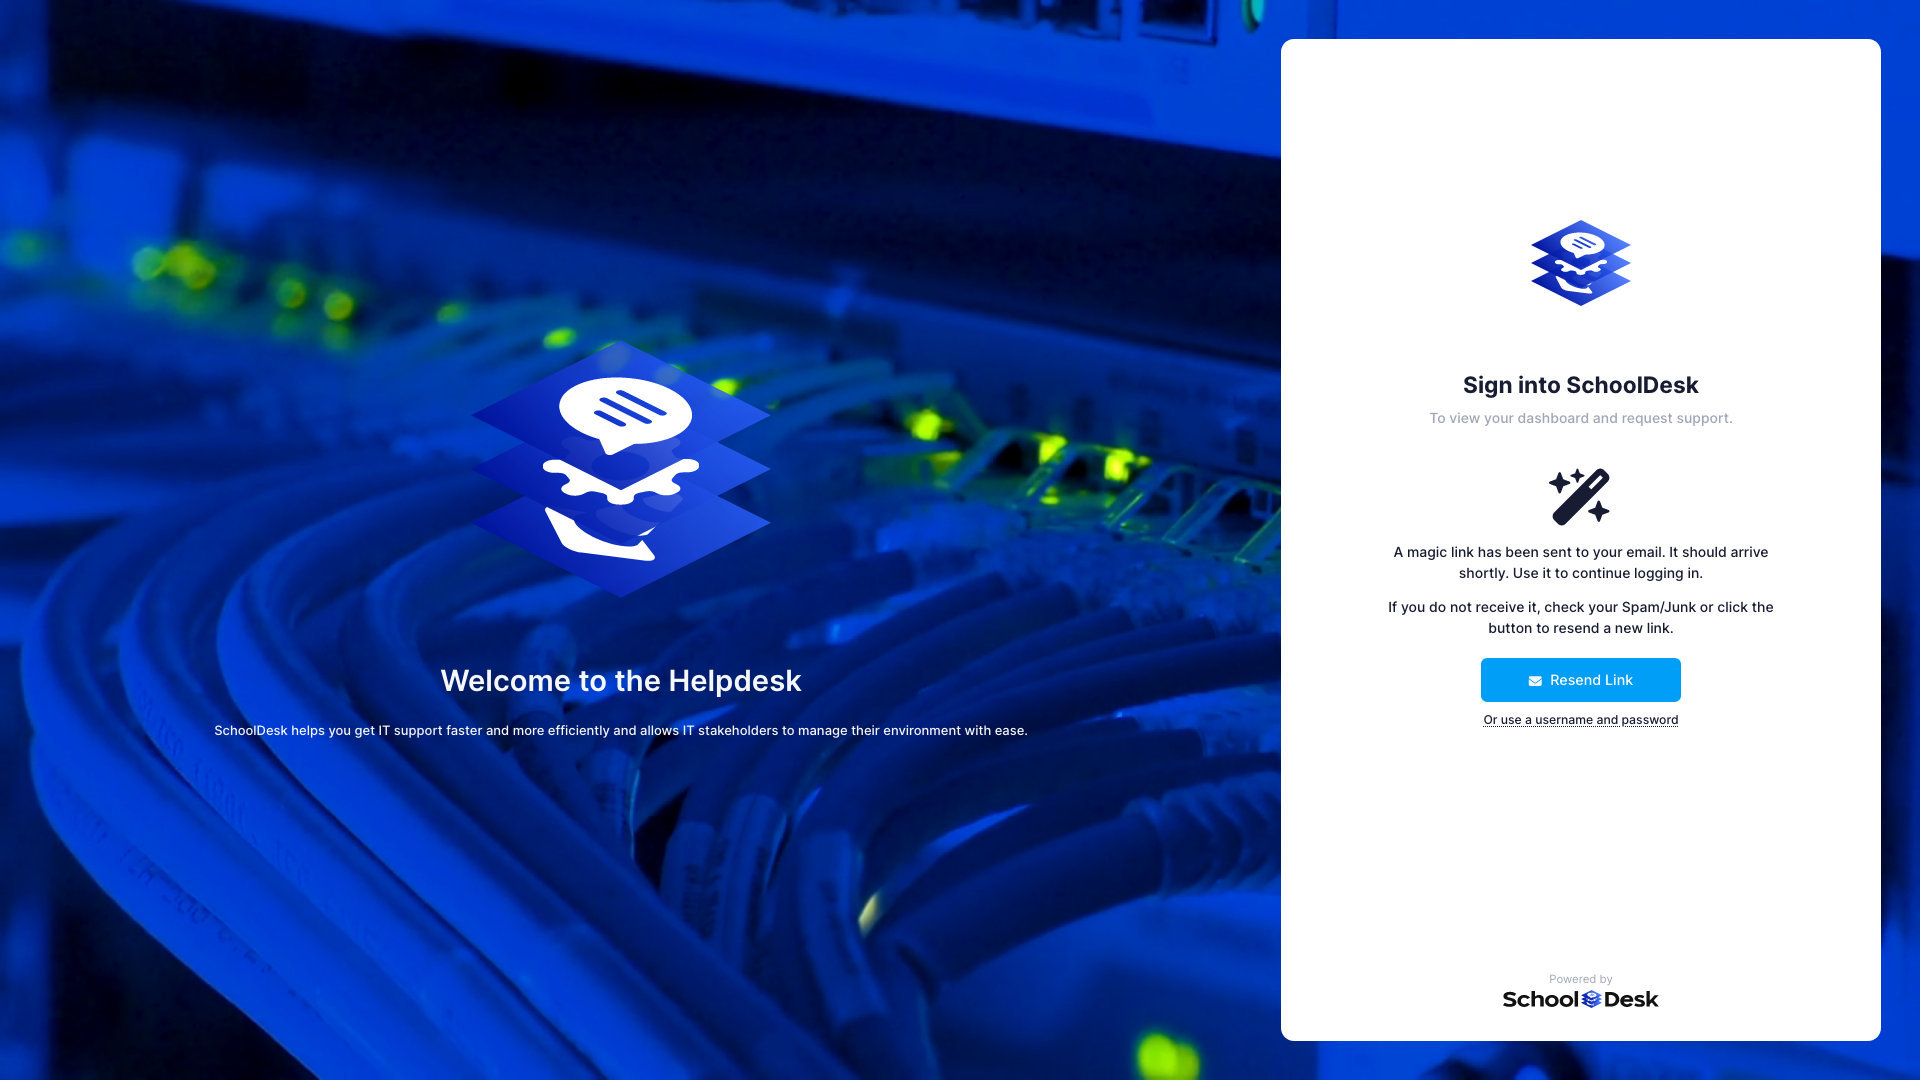 Welcome to the Helpdesk
SchoolDesk helps you get IT support faster and more efficiently and allows IT stakeholders to manage their environment with ease.
Sign into SchoolDesk
To view your dashboard and request support.
A magic link has been sent to your email. It should arrive
shortly. Use it to continue logging in.
If you do not receive it, check your Spam/Junk or click the
button to resend a new link.
Resend Link
Or use a username and password
Powered by
School Desk